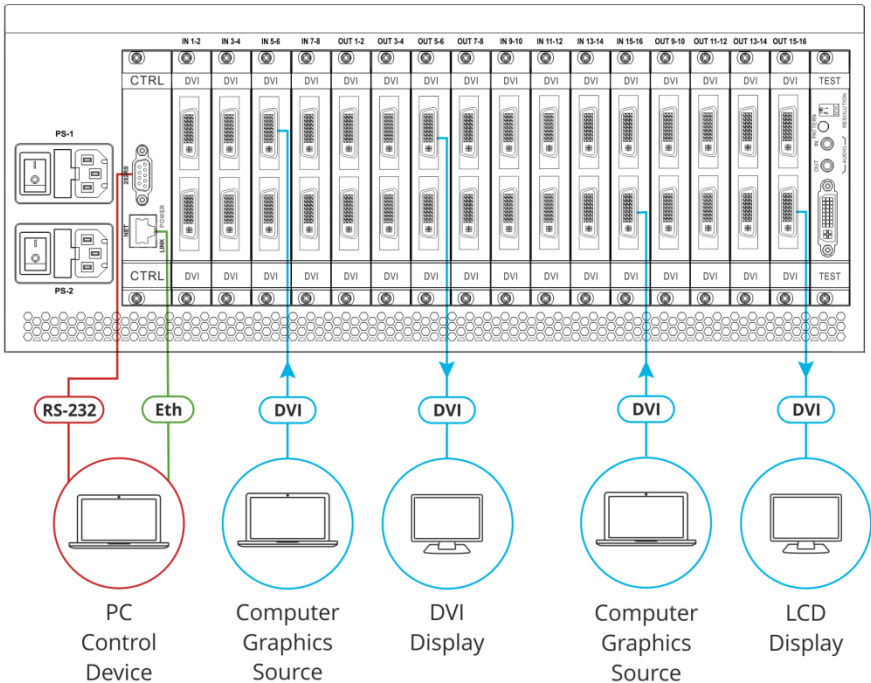 IN 1-2 IN 3-4 IN 5-6 IN 7-8 OUT 1-2 OUT 3-4 OUT 5-6 OUT 7-8 IN 9-10 IN 11-12 IN 13-14 IN 15-16 OUT 9-10 OUT 11-12 OUT 13-14 OUT 15-16
CTRL DVI DVI DVI DVI DVI DVI DVI DVI DVI DVI DVI DVI DVI DVI DVI DVI TEST
PS-1
PATTERN
RESOLUTION
IN
OUT
AUDIO
NET
POWER
LINK
CTRL DVI DVI DVI DVI DVI DVI DVI DVI DVI DVI DVI DVI DVI DVI DVI DVI TEST
PS-2
RS-232 Eth DVI DVI DVI DVI
PC
Control
Device
Computer
Graphics
Source
DVI
Display
Computer
Graphics
Source
LCD
Display